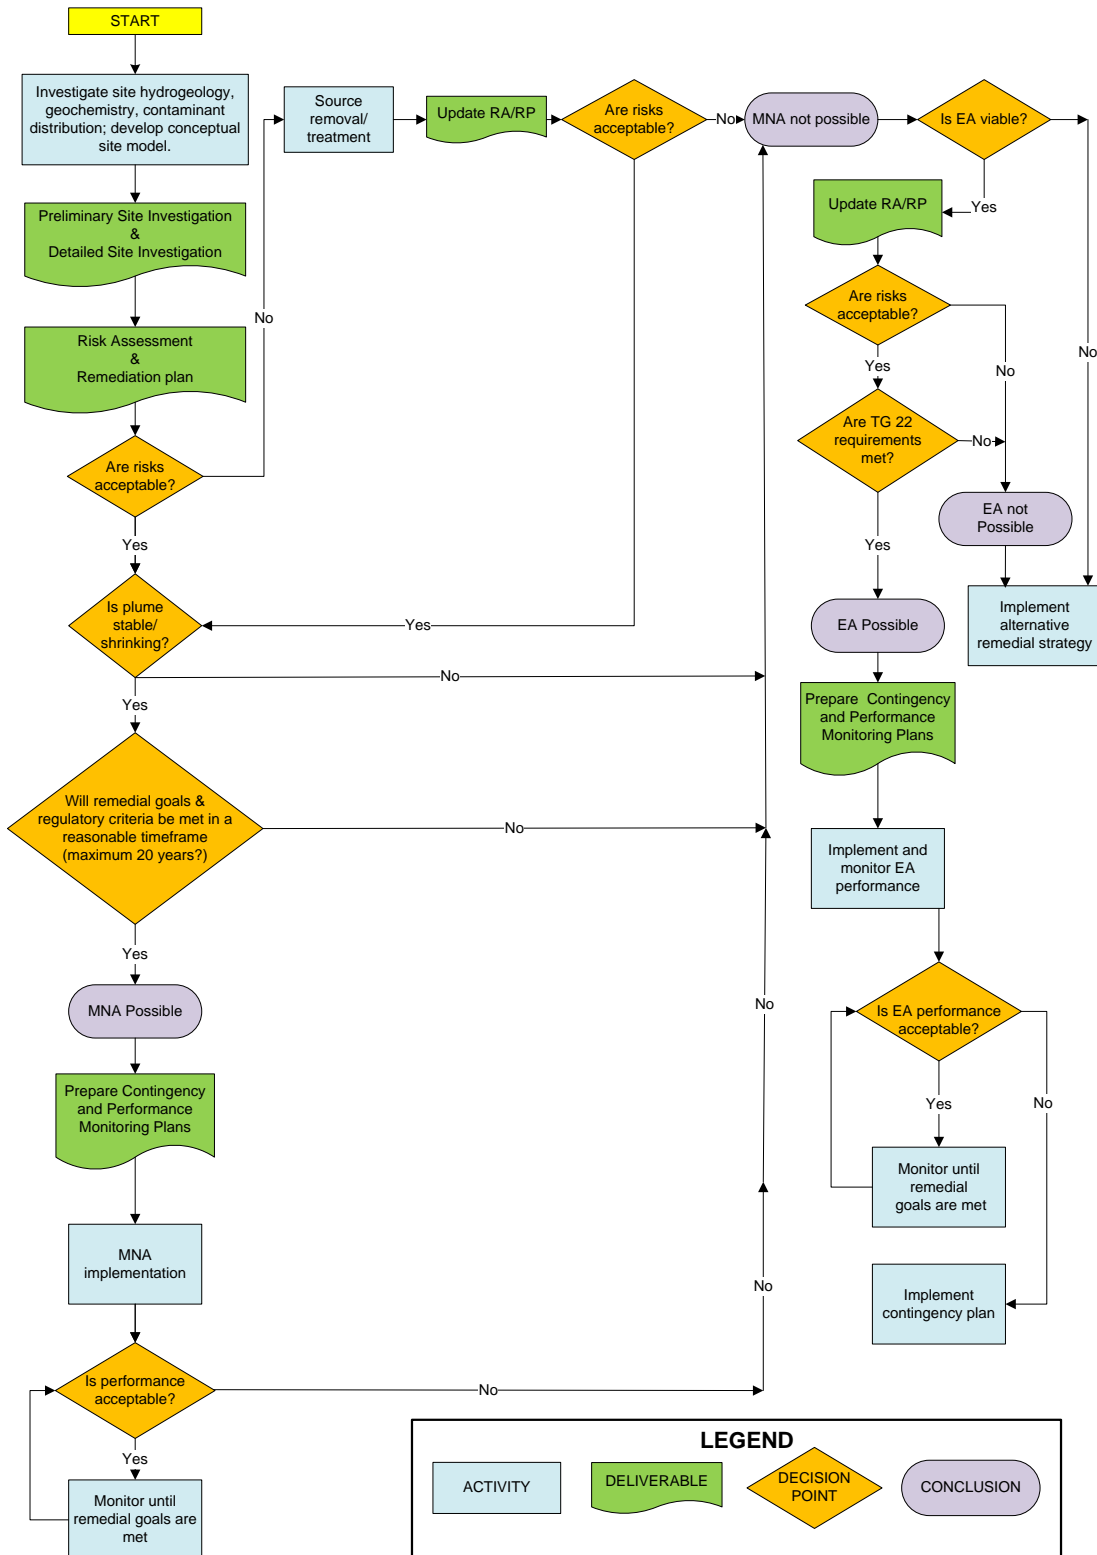 START
Investigate site hydrogeology,
geochemistry, contaminant
distribution; develop conceptual
site model.
Preliminary Site Investigation
&
Detailed Site Investigation
Risk Assessment
&
Remediation plan
Are risks
acceptable?
No
Yes
Source
removal/
treatment
Update RA/RP
Are risks
acceptable?
No
Yes
MNA not possible
Is EA viable?
Yes
No
Update RA/RP
Are risks
acceptable?
Yes
No
Are TG 22
requirements
met?
No
Yes
EA not
Possible
Implement
alternative
remedial strategy
EA Possible
Prepare Contingency
and Performance
Monitoring Plans
Implement and
monitor EA
performance
Is EA performance
acceptable?
Yes
No
Monitor until
remedial
goals are met
Implement
contingency plan
Is plume
stable/
shrinking?
No
Yes
Will remedial goals &
regulatory criteria be met in a
reasonable timeframe
(maximum 20 years?)
No
Yes
MNA Possible
Prepare Contingency
and Performance
Monitoring Plans
MNA
implementation
Is performance
acceptable?
No
No
No
Yes
Monitor until
remedial goals are
met
LEGEND
ACTIVITY
DELIVERABLE
DECISION
POINT
CONCLUSION